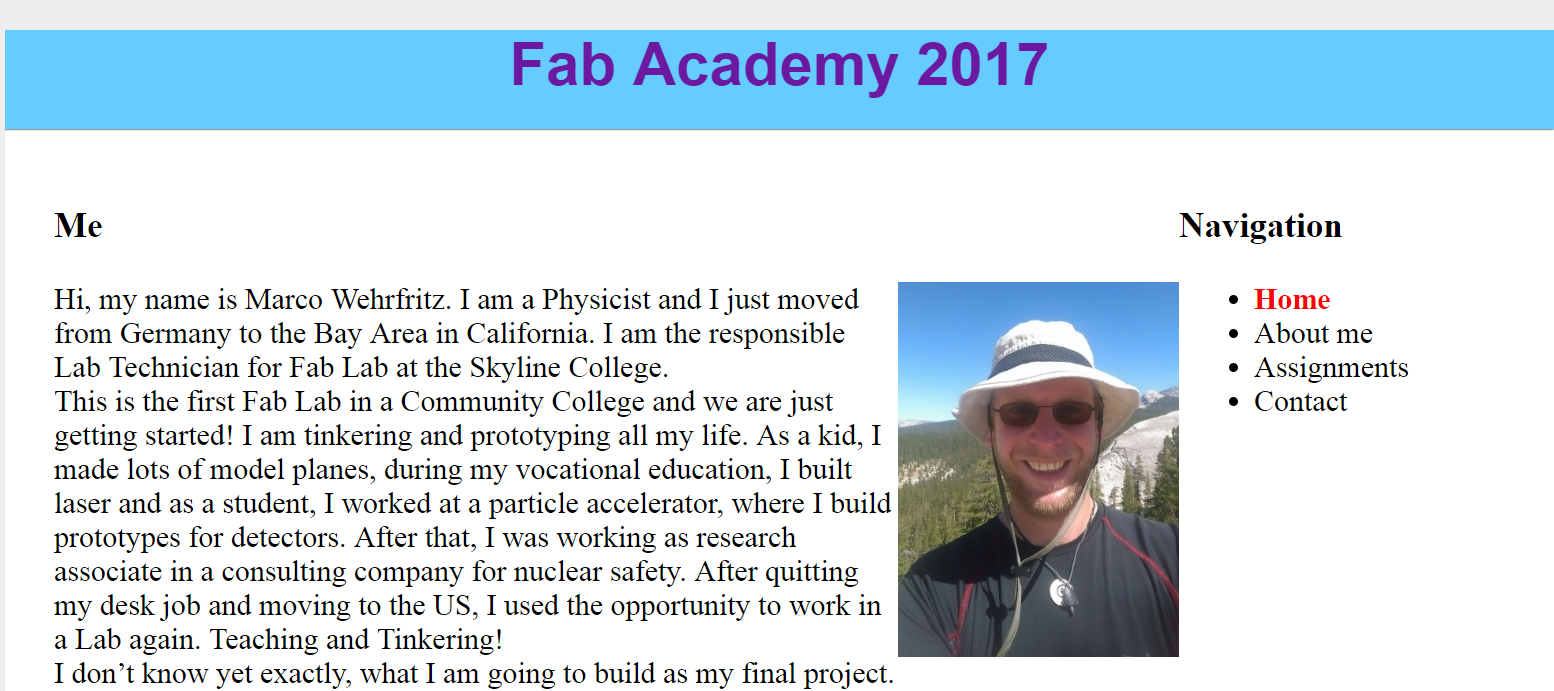 Fab Academy 2017
Me
Hi, my name is Marco Wehrfritz. I am a Physicist and I just moved
from Germany to the Bay Area in California. I am the responsible
Lab Technician for Fab Lab at the Skyline College.
This is the first Fab Lab in a Community College and we are just
getting started! I am tinkering and prototyping all my life. As a kid, I
made lots of model planes, during my vocational education, I built
laser and as a student, I worked at a particle accelerator, where I build
prototypes for detectors. After that, I was working as research
associate in a consulting company for nuclear safety. After quitting
my desk job and moving to the US, I used the opportunity to work in
a Lab again. Teaching and Tinkering!
I don’t know yet exactly, what I am going to build as my final project.
Navigation
Home
About me
Assignments
Contact